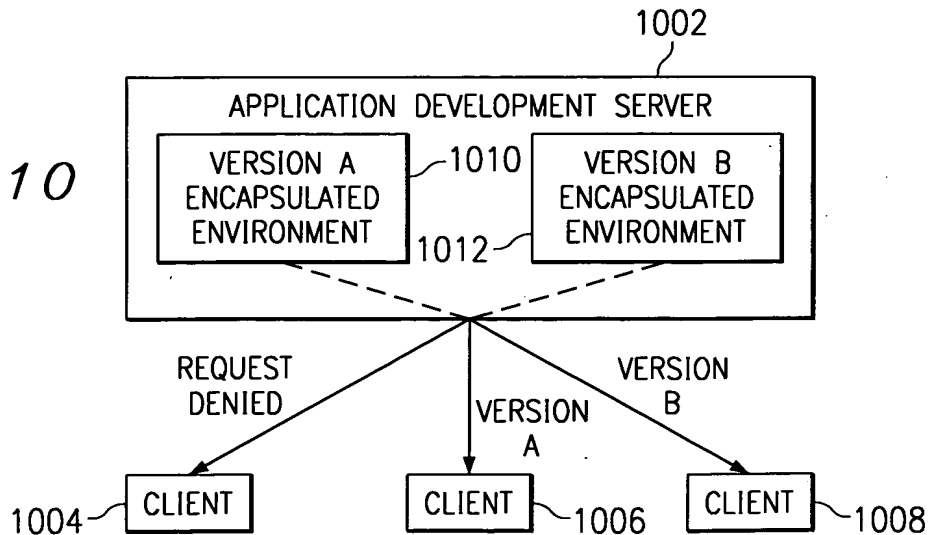 1002
APPLICATION DEVELOPMENT SERVER
10
VERSION A
ENCAPSULATED
ENVIRONMENT
1010
VERSION B
ENCAPSULATED
ENVIRONMENT
1012
REQUEST
DENIED
VERSION
A
VERSION
B
1004
CLIENT
CLIENT
1006
CLIENT
1008